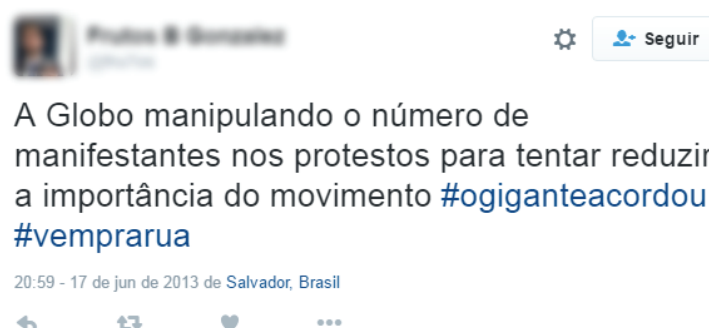 Seguir
A Globo manipulando o número de
manifestantes nos protestos para tentar reduzir
a importância do movimento #ogiganteacordou
#vemprarua
20:59 - 17 de jun de 2013 de Salvador, Brasil